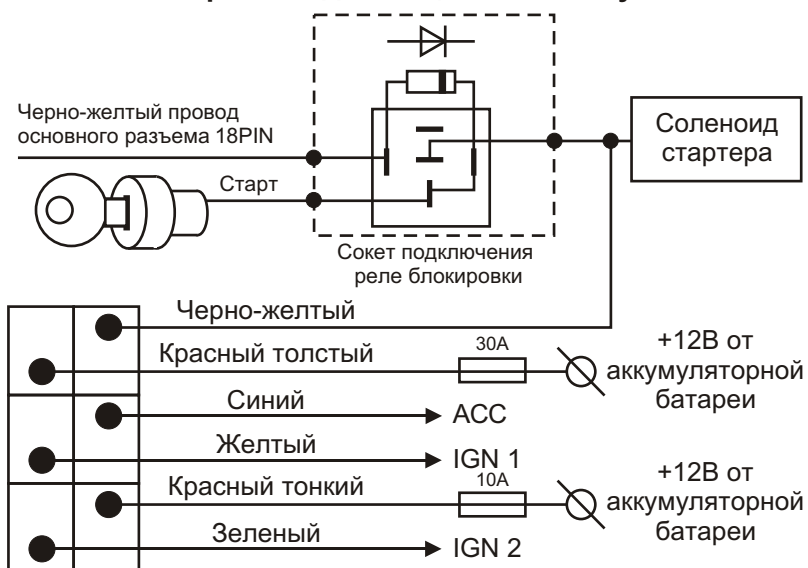 Черно-желтый провод
основного разъема 18PIN
Соленоид
стартера
Старт
Сокет подключения
реле блокировки
Черно-желтый
Красный толстый
30А
+12В от
аккумуляторной
батареи
Синий
ACC
Желтый
IGN 1
Красный тонкий
10А
+12В от
аккумуляторной
батареи
Зеленый
IGN 2